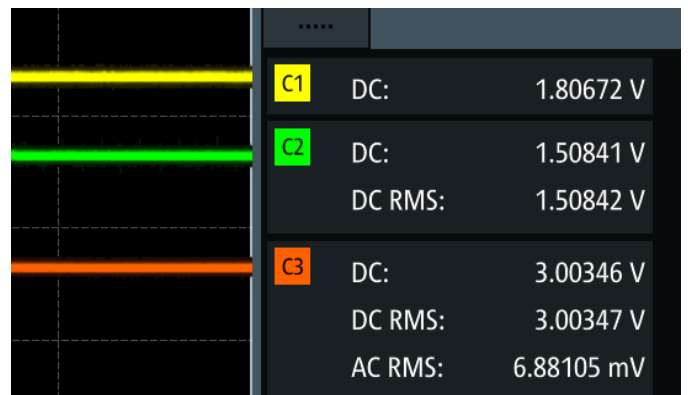 C1 DC: 1.80672 V
C2 DC: 1.50841 V
DC RMS: 1.50842 V
C3 DC: 3.00346 V
DC RMS: 3.00347 V
AC RMS: 6.88105 mV